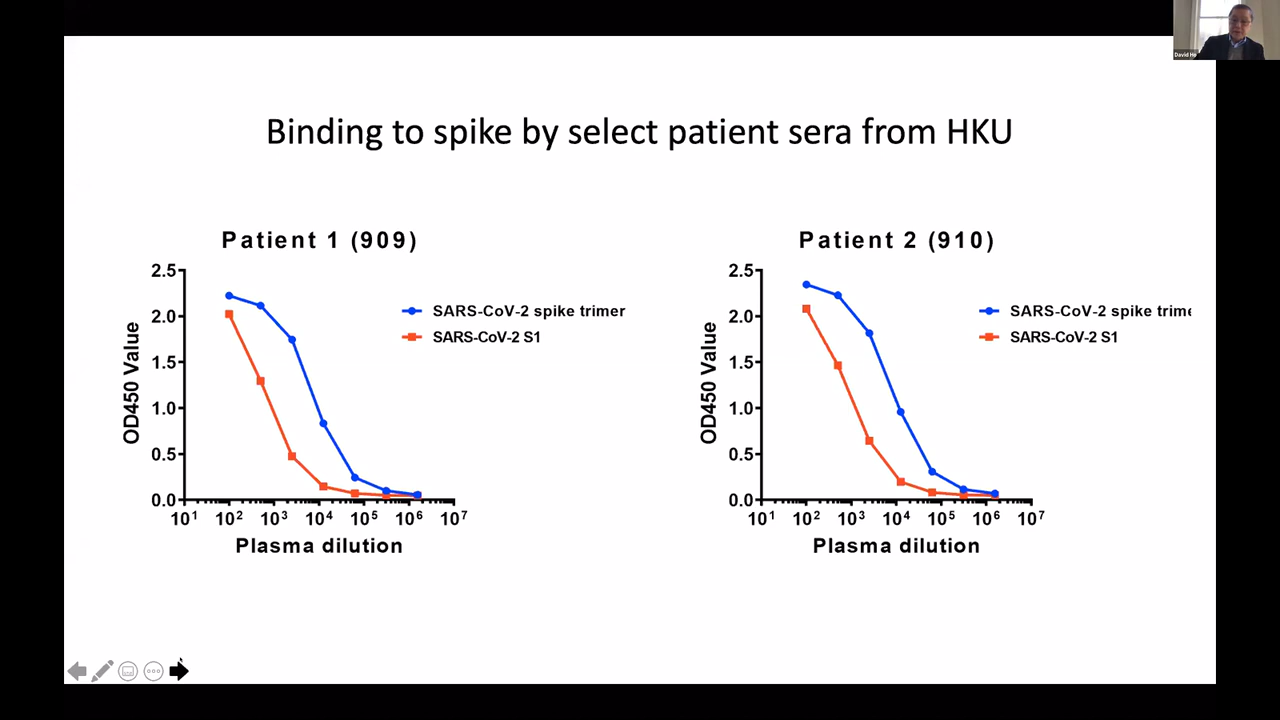 David Ho
Binding to spike by select patient sera from HKU
Patient 1 (909)
2.5
2.0
1.5
1.0
0.5
0.0
OD450 Value
SARS-CoV-2 spike trimer
SARS-CoV-2 S1
10¹ 10² 10³ 10⁴ 10⁵ 10⁶ 10⁷
Plasma dilution
Patient 2 (910)
2.5
2.0
1.5
1.0
0.5
0.0
OD450 Value
SARS-CoV-2 spike trime
SARS-CoV-2 S1
10¹ 10² 10³ 10⁴ 10⁵ 10⁶ 10⁷
Plasma dilution